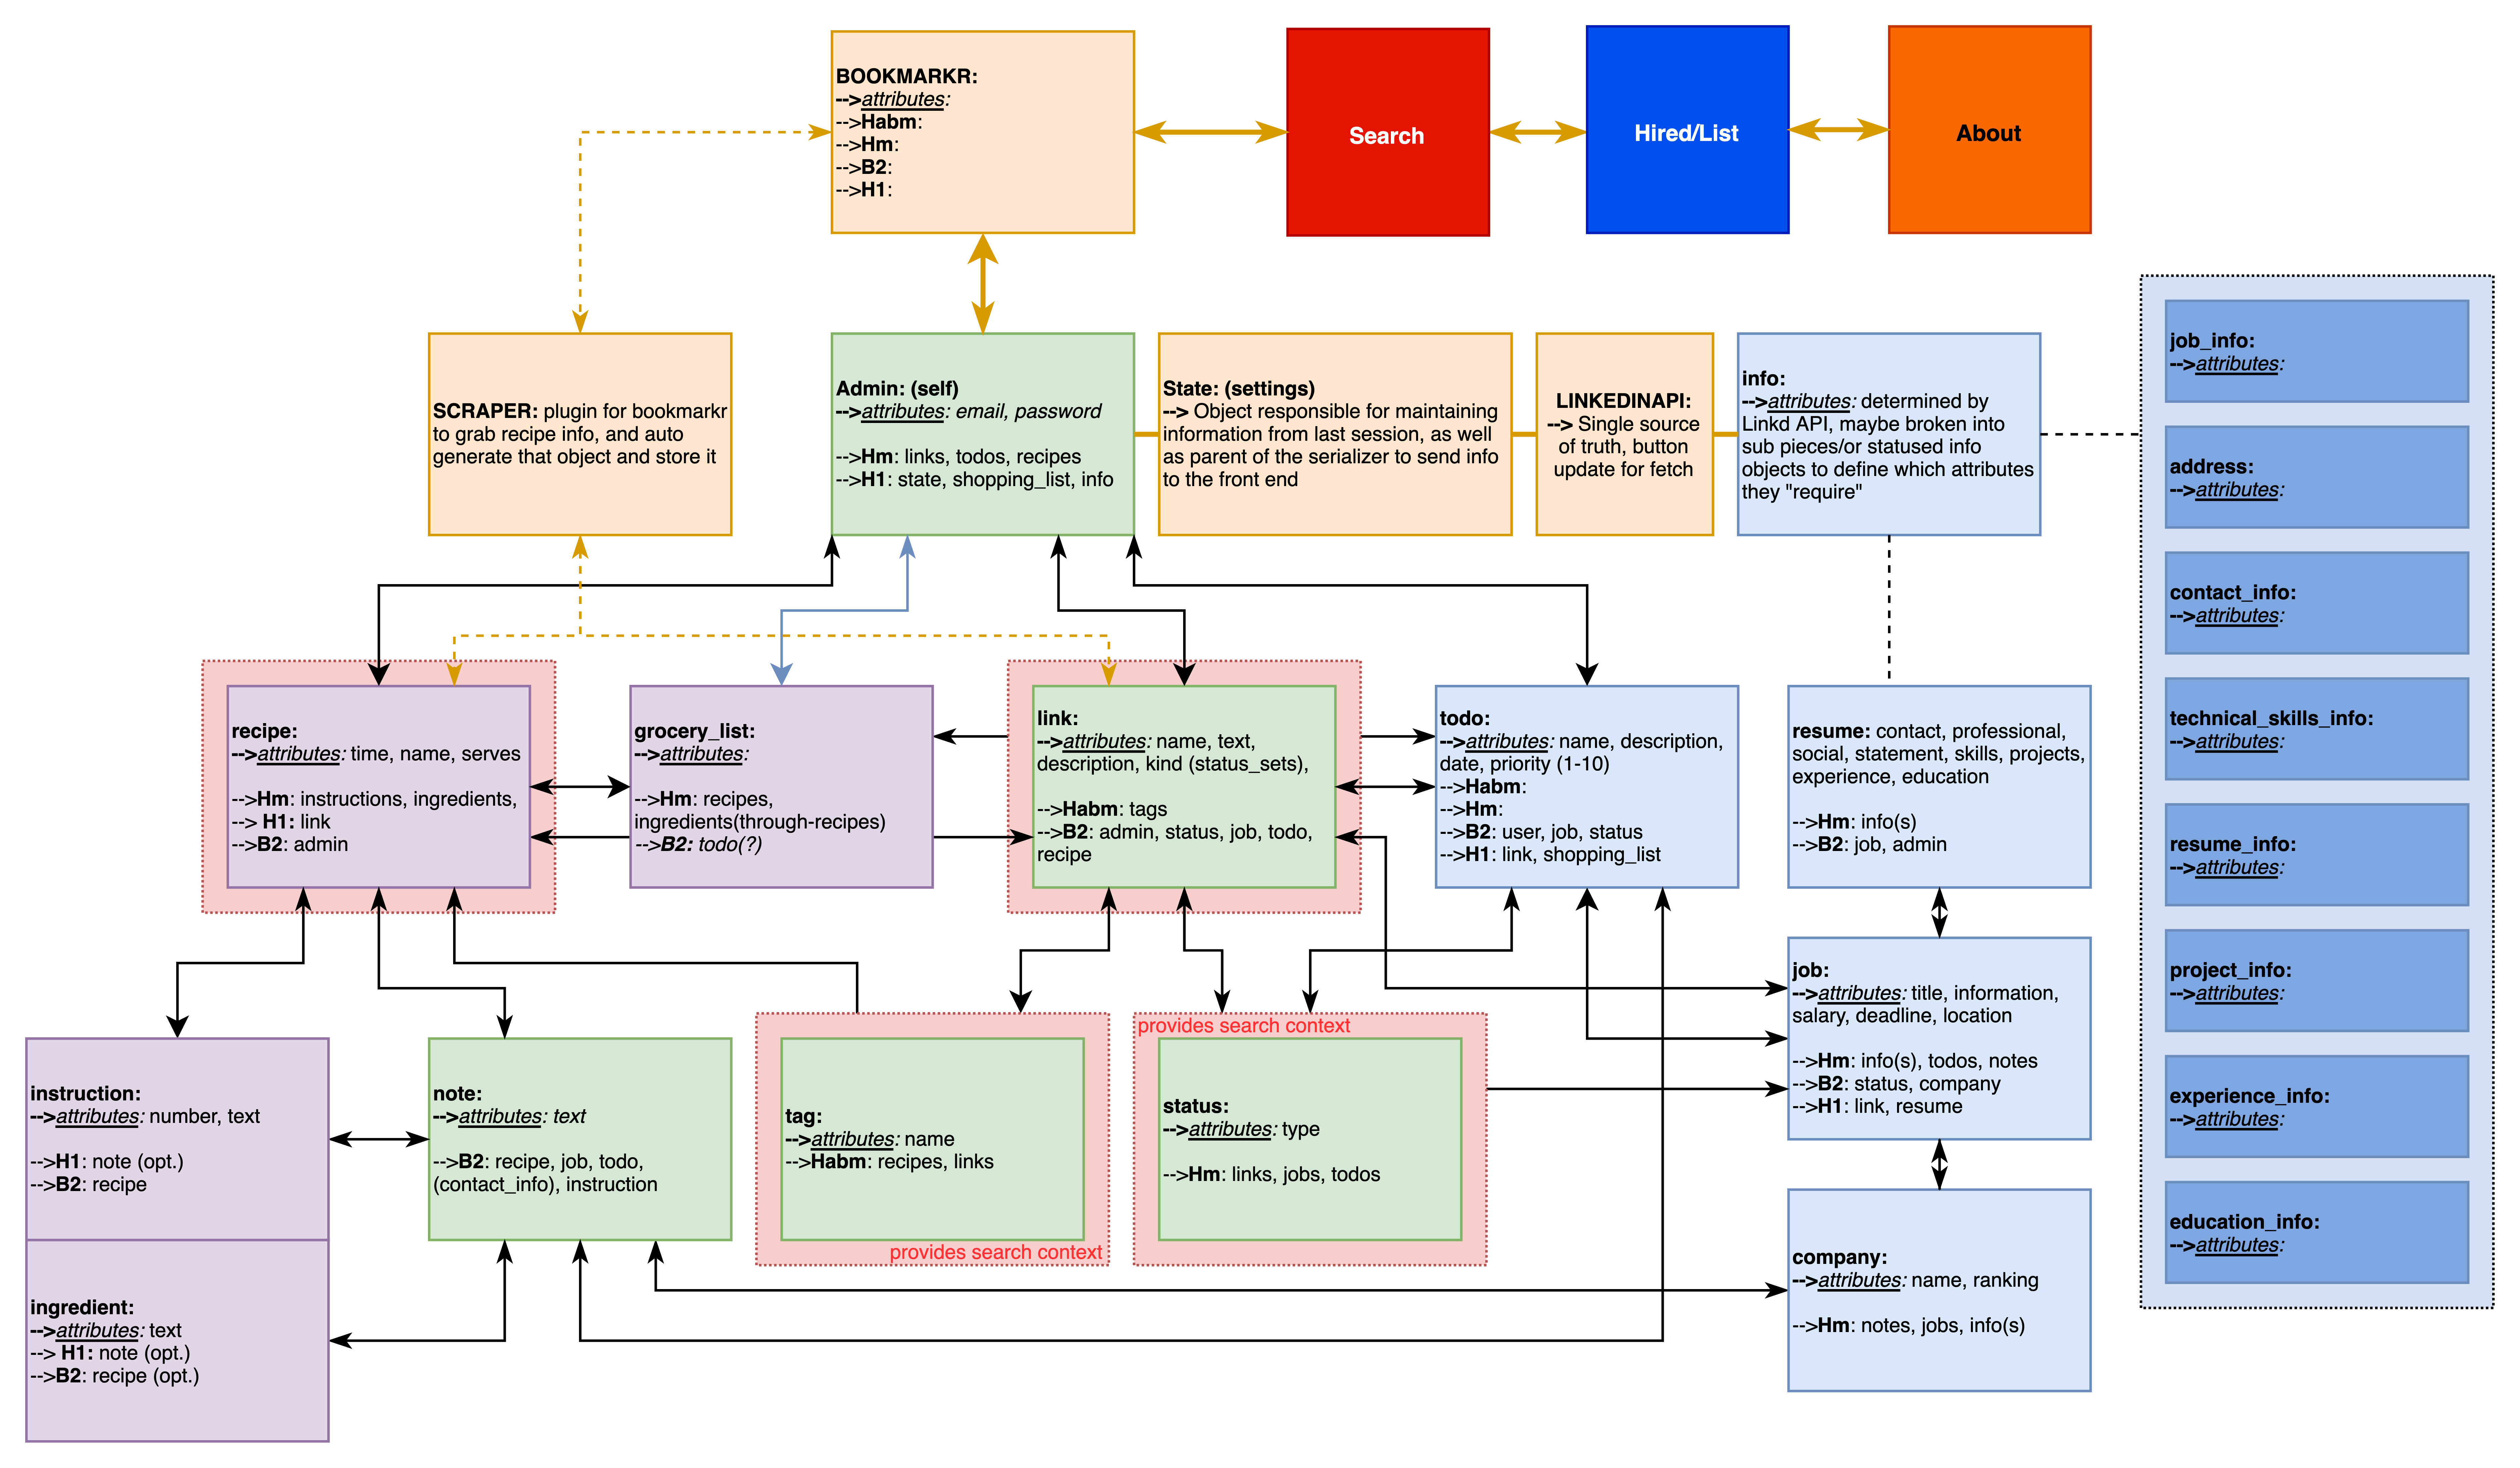 BOOKMARKR:
-->attributes:
-->Habm:
-->Hm:
-->B2:
-->H1:
Search
Hired/List
About
SCRAPER: plugin for bookmarkr
to grab recipe info, and auto
generate that object and store it
Admin: (self)
-->attributes: email, password
-->Hm: links, todos, recipes
-->H1: state, shopping_list, info
State: (settings)
--> Object responsible for maintaining
information from last session, as well
as parent of the serializer to send info
to the front end
LINKEDINAPI:
--> Single source
of truth, button
update for fetch
info:
-->attributes: determined by
Linkd API, maybe broken into
sub pieces/or statused info
objects to define which attributes
they "require"
job_info:
-->attributes:
address:
-->attributes:
contact_info:
-->attributes:
technical_skills_info:
-->attributes:
resume_info:
-->attributes:
project_info:
-->attributes:
experience_info:
-->attributes:
education_info:
-->attributes:
recipe:
-->attributes: time, name, serves
-->Hm: instructions, ingredients,
--> H1: link
-->B2: admin
grocery_list:
-->attributes:
-->Hm: recipes,
ingredients(through-recipes)
-->B2: todo(?)
link:
-->attributes: name, text,
description, kind (status_sets),
-->Habm: tags
-->B2: admin, status, job, todo,
recipe
todo:
-->attributes: name, description,
date, priority (1-10)
-->Habm:
-->Hm:
-->B2: user, job, status
-->H1: link, shopping_list
resume: contact, professional,
social, statement, skills, projects,
experience, education
-->Hm: info(s)
-->B2: job, admin
instruction:
-->attributes: number, text
-->H1: note (opt.)
-->B2: recipe
note:
-->attributes: text
-->B2: recipe, job, todo,
(contact_info), instruction
tag:
-->attributes: name
-->Habm: recipes, links
provides search context
provides search context
status:
-->attributes: type
-->Hm: links, jobs, todos
job:
-->attributes: title, information,
salary, deadline, location
-->Hm: info(s), todos, notes
-->B2: status, company
-->H1: link, resume
ingredient:
-->attributes: text
--> H1: note (opt.)
-->B2: recipe (opt.)
company:
-->attributes: name, ranking
-->Hm: notes, jobs, info(s)